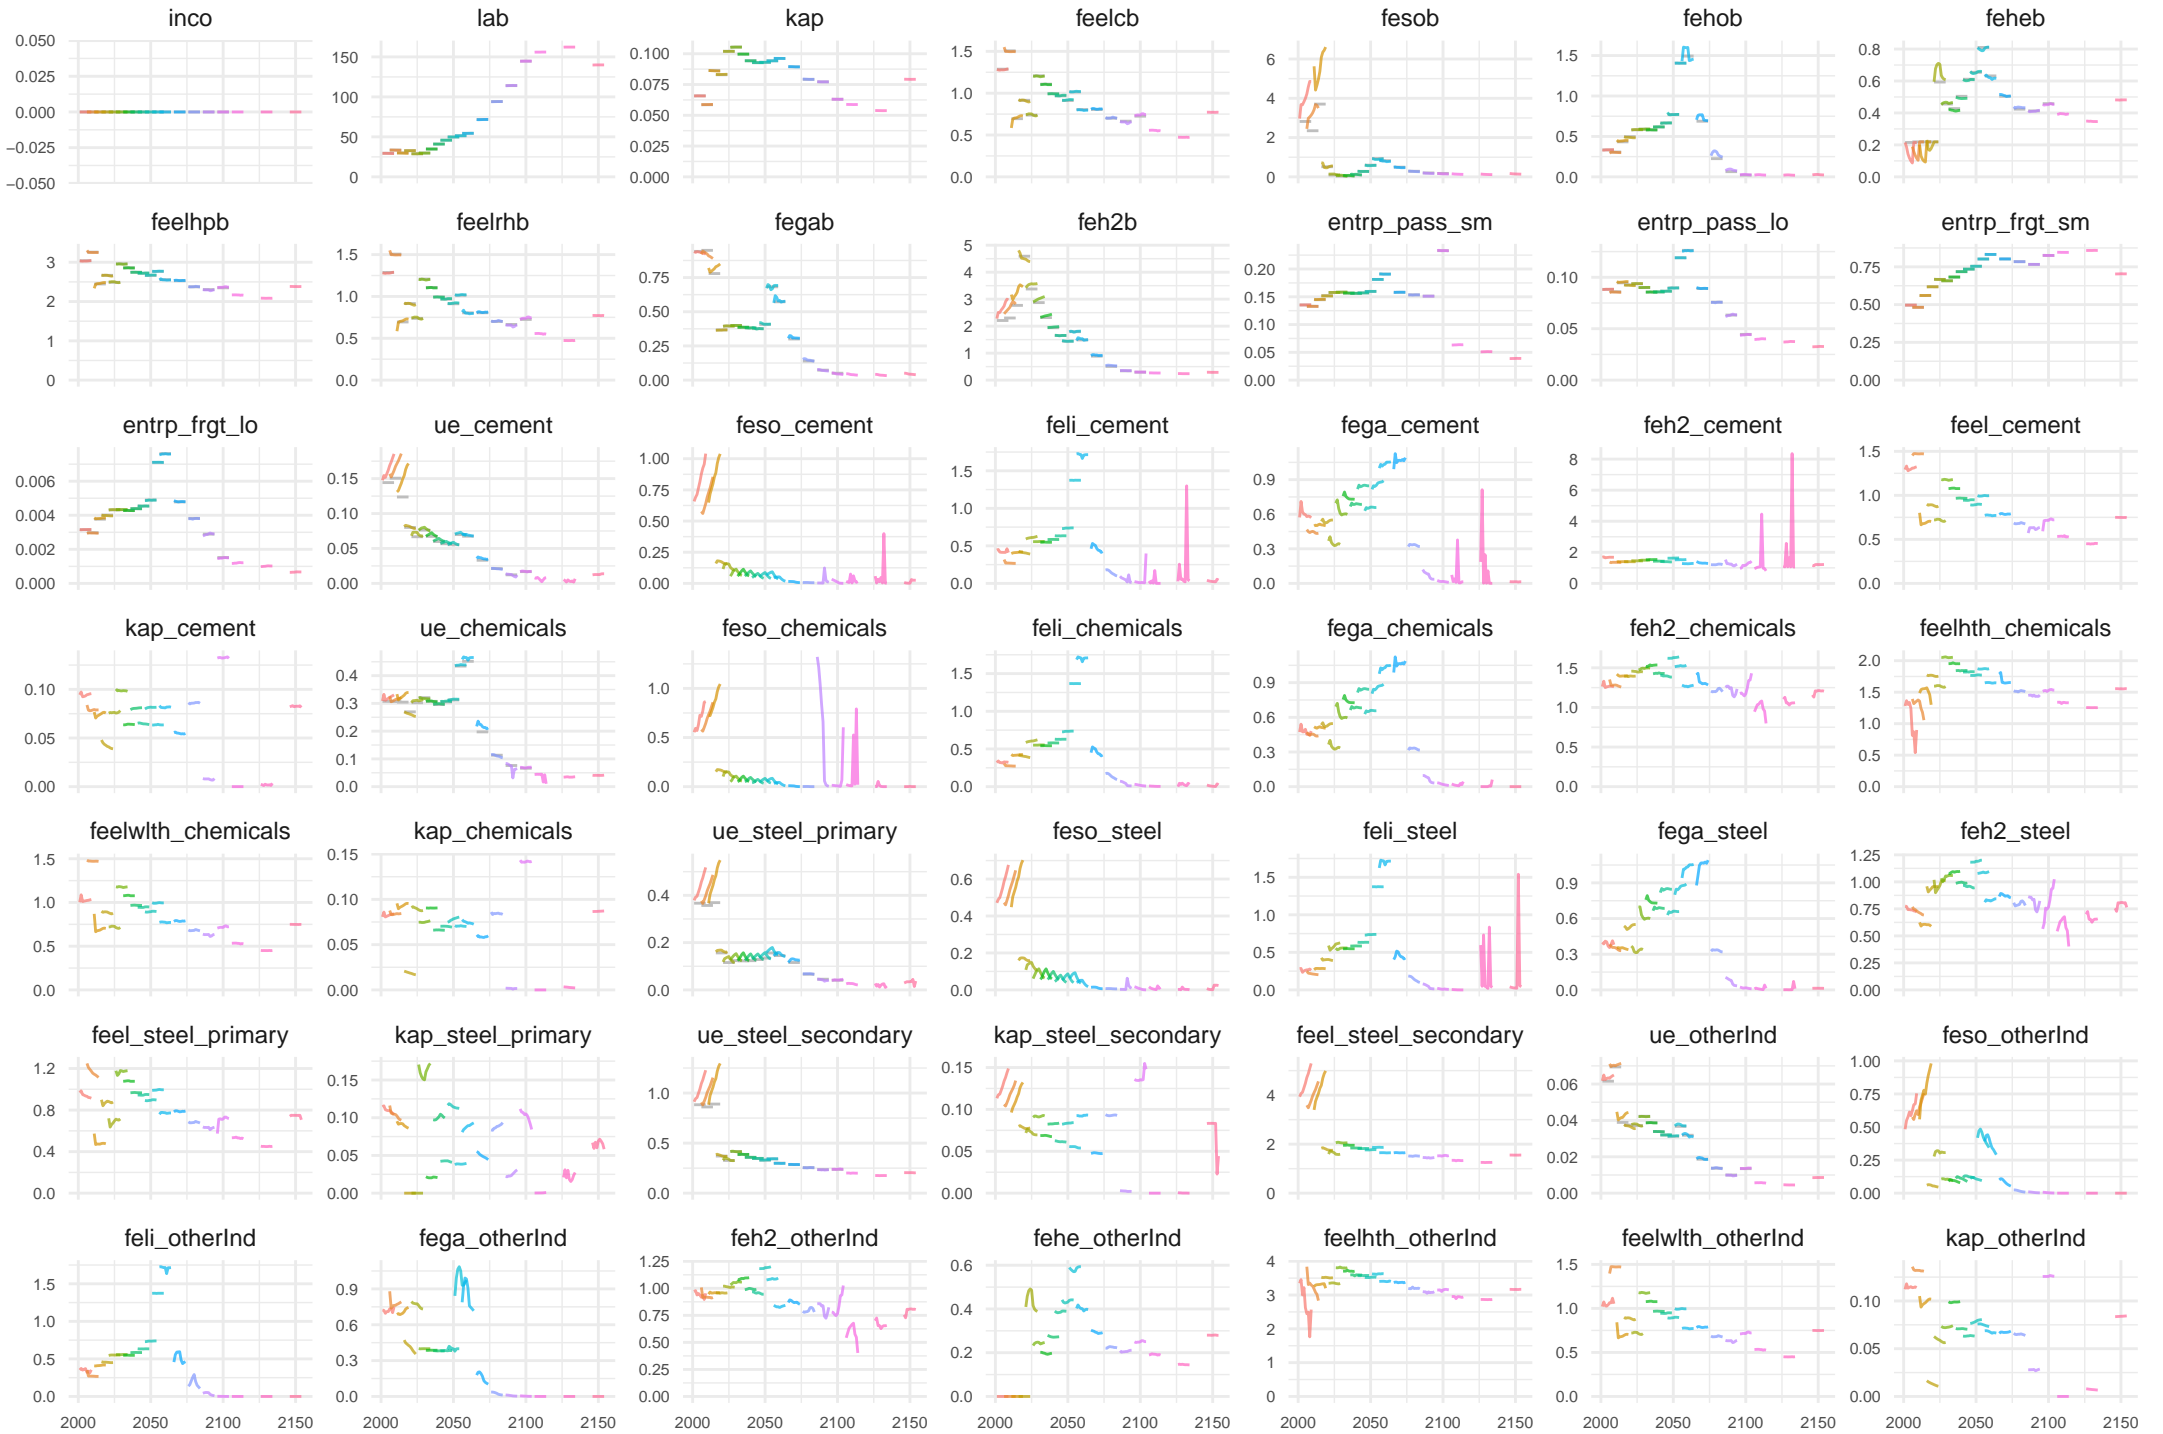 inco lab kap feelcb fesob fehob feheb
0.050 0.025 0.000 −0.025 −0.050
150 100 50 0
0.100 0.075 0.050 0.025 0.000
1.5 1.0 0.5 0.0
6 4 2 0
1.5 1.0 0.5 0.0
0.8 0.6 0.4 0.2 0.0
feelhpb feelrhb fegab feh2b entrp_pass_sm entrp_pass_lo entrp_frgt_sm
3 2 1 0
1.5 1.0 0.5 0.0
0.75 0.50 0.25 0.00
5 4 3 2 1 0
0.20 0.15 0.10 0.05 0.00
0.10 0.05 0.00
0.75 0.50 0.25 0.00
entrp_frgt_lo ue_cement feso_cement feli_cement fega_cement feh2_cement feel_cement
0.006 0.004 0.002 0.000
0.15 0.10 0.05 0.00
1.00 0.75 0.50 0.25 0.00
1.5 1.0 0.5 0.0
0.9 0.6 0.3 0.0
8 6 4 2 0
1.5 1.0 0.5 0.0
kap_cement ue_chemicals feso_chemicals feli_chemicals fega_chemicals feh2_chemicals feelhth_chemicals
0.10 0.05 0.00
0.4 0.3 0.2 0.1 0.0
1.0 0.5 0.0
1.5 1.0 0.5 0.0
0.9 0.6 0.3 0.0
1.5 1.0 0.5 0.0
2.0 1.5 1.0 0.5 0.0
feelwlth_chemicals kap_chemicals ue_steel_primary feso_steel feli_steel fega_steel feh2_steel
1.5 1.0 0.5 0.0
0.15 0.10 0.05 0.00
0.4 0.2 0.0
0.6 0.4 0.2 0.0
1.5 1.0 0.5 0.0
0.9 0.6 0.3 0.0
1.25 1.00 0.75 0.50 0.25 0.00
feel_steel_primary kap_steel_primary ue_steel_secondary kap_steel_secondary feel_steel_secondary ue_otherInd feso_otherInd
1.2 0.8 0.4 0.0
0.15 0.10 0.05 0.00
1.0 0.5 0.0
0.15 0.10 0.05 0.00
4 2 0
0.06 0.04 0.02 0.00
1.00 0.75 0.50 0.25 0.00
feli_otherInd fega_otherInd feh2_otherInd fehe_otherInd feelhth_otherInd feelwlth_otherInd kap_otherInd
1.5 1.0 0.5 0.0
0.9 0.6 0.3 0.0
1.25 1.00 0.75 0.50 0.25 0.00
0.6 0.4 0.2 0.0
4 3 2 1 0
1.5 1.0 0.5 0.0
0.10 0.05 0.00
2000 2050 2100 2150 2000 2050 2100 2150 2000 2050 2100 2150 2000 2050 2100 2150 2000 2050 2100 2150 2000 2050 2100 2150 2000 2050 2100 2150